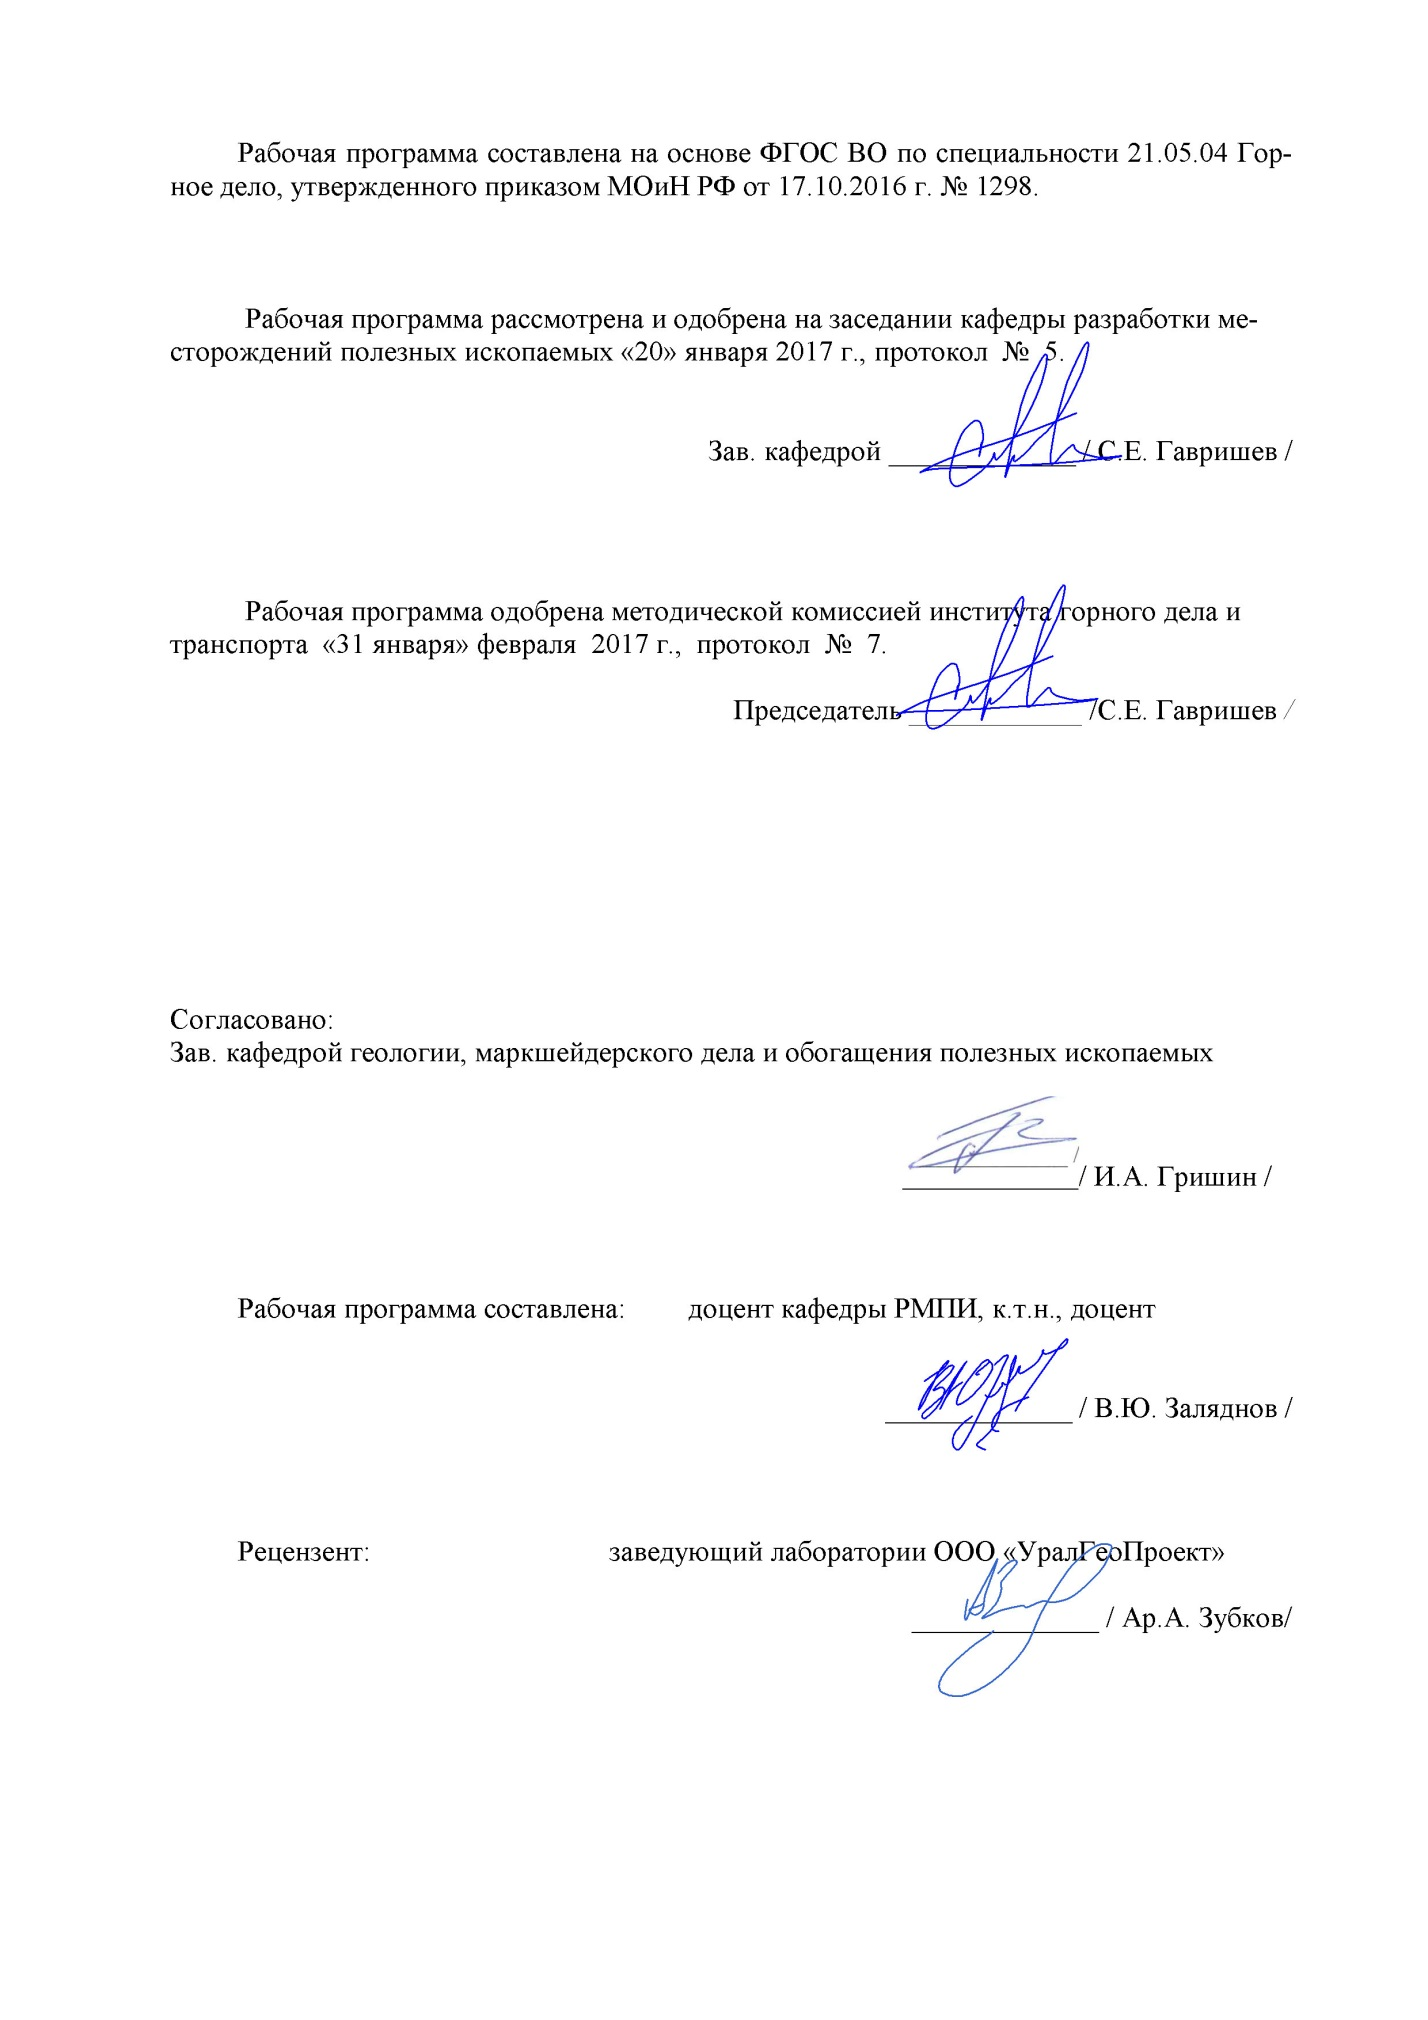 Рабочая программа составлена на основе ФГОС ВО по специальности 21.05.04 Гор-
ное дело, утвержденного приказом МОиН РФ от 17.10.2016 г. № 1298.
Рабочая программа рассмотрена и одобрена на заседании кафедры разработки ме-
сторождений полезных ископаемых «20» января 2017 г., протокол № 5.
Зав. кафедрой _____________ / С.Е. Гавришев /
Рабочая программа одобрена методической комиссией института горного дела и
транспорта «31 января» февраля 2017 г., протокол № 7.
Председатель ____________ /С.Е. Гавришев /
Согласовано:
Зав. кафедрой геологии, маркшейдерского дела и обогащения полезных ископаемых
____________/ И.А. Гришин /
Рабочая программа составлена: доцент кафедры РМПИ, к.т.н., доцент
_____________ / В.Ю. Заляднов /
Рецензент: заведующий лаборатории ООО «УралГеоПроект»
_____________ / Ар.А. Зубков/